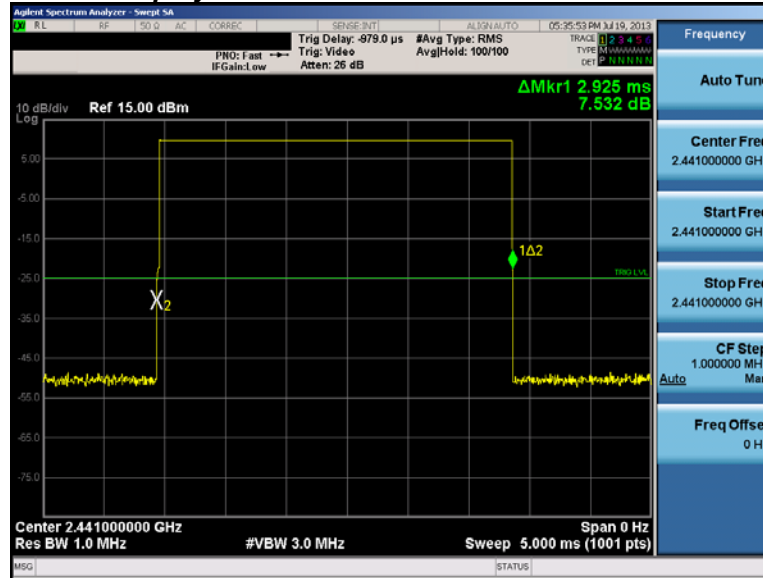 Agilent Spectrum Analyzer - Swept SA
RL RF 50 Ω AC CORREC SENSE:INT ALIGN AUTO 05:35:53 PM Jul 19, 2013
Trig Delay: -979.0 µs #Avg Type: RMS TRACE 1 2 3 4 5 6
PNO: Fast Trig: Video Avg|Hold: 100/100 TYPE M
IFGain:Low Atten: 26 dB DET P N N N N N
ΔMkr1 2.925 ms
7.532 dB
10 dB/div Ref 15.00 dBm
Log
5.00
-5.00
-15.0
1Δ2
TRIG LVL
-25.0
X2
-35.0
-45.0
-55.0
-65.0
-75.0
Center 2.441000000 GHz Span 0 Hz
Res BW 1.0 MHz #VBW 3.0 MHz Sweep 5.000 ms (1001 pts)
MSG STATUS
Frequency
Auto Tun
Center Fre
2.441000000 GH
Start Fre
2.441000000 GH
Stop Fre
2.441000000 GH
CF Step
1.000000 MH
Auto Ma
Freq Offse
0 H